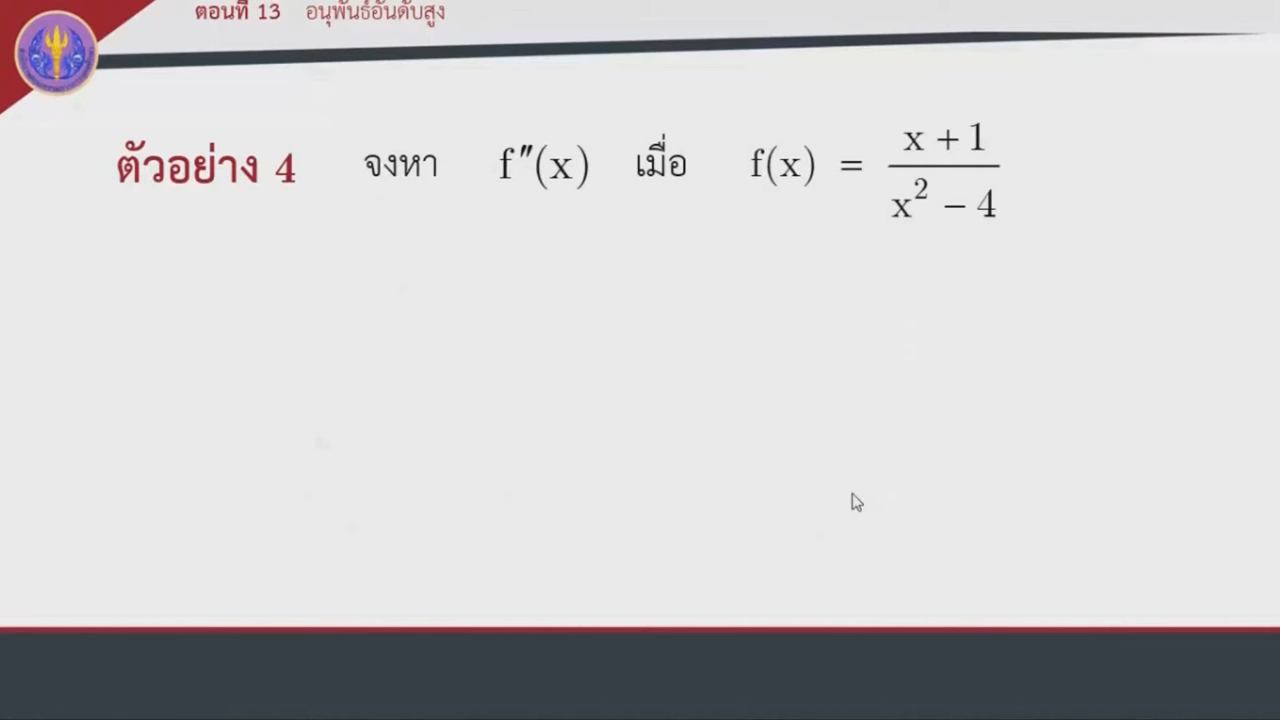 ตอนที่ 13 อนุพันธ์อันดับสูง
ตัวอย่าง 4 จงหา f″(x) เมื่อ f(x) = (x + 1)/(x² − 4)